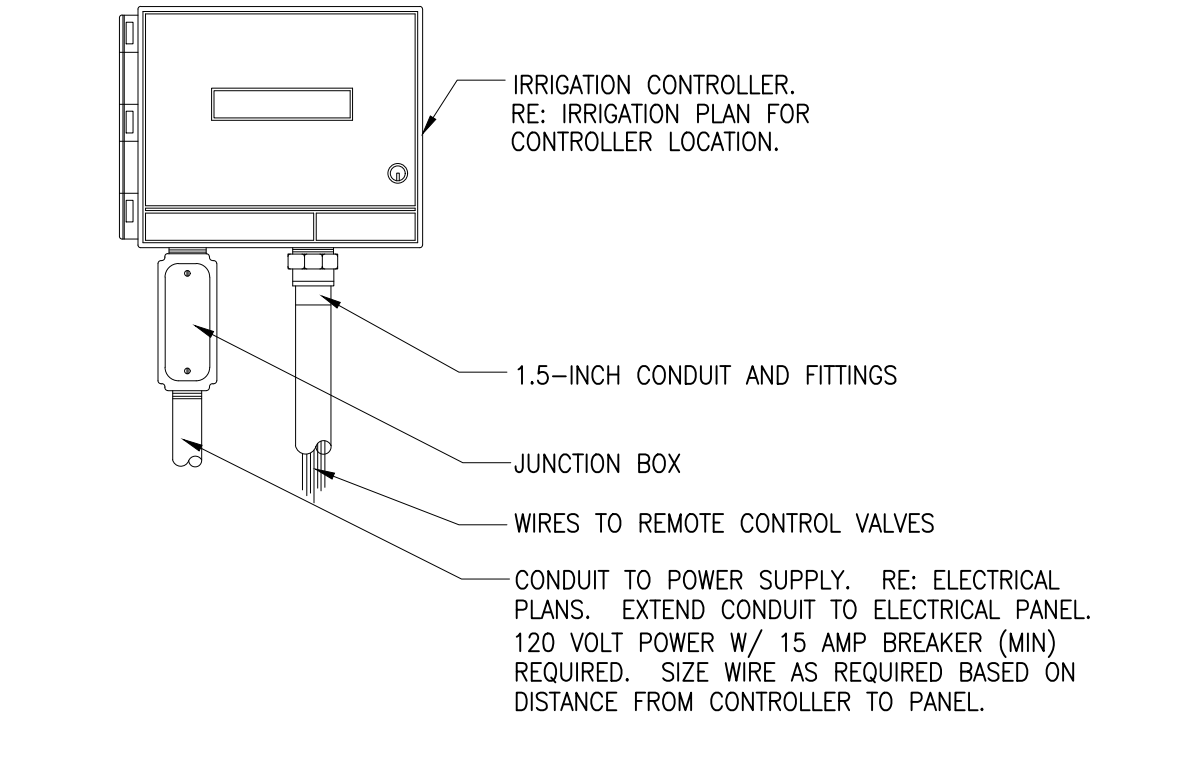 IRRIGATION CONTROLLER.
RE: IRRIGATION PLAN FOR
CONTROLLER LOCATION.
1.5-INCH CONDUIT AND FITTINGS
JUNCTION BOX
WIRES TO REMOTE CONTROL VALVES
CONDUIT TO POWER SUPPLY. RE: ELECTRICAL
PLANS. EXTEND CONDUIT TO ELECTRICAL PANEL.
120 VOLT POWER W/ 15 AMP BREAKER (MIN)
REQUIRED. SIZE WIRE AS REQUIRED BASED ON
DISTANCE FROM CONTROLLER TO PANEL.